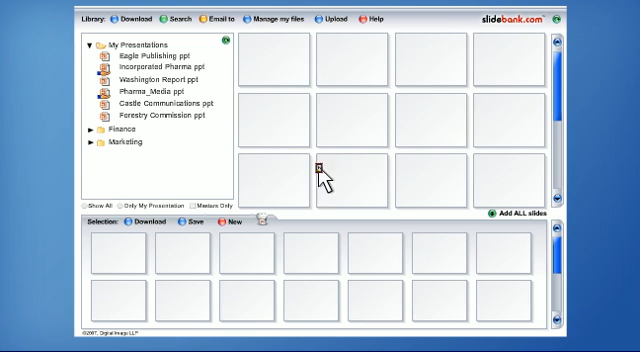 Library: Download Search Email to Manage my files Upload Help slidebank.com
My Presentations
Eagle Publishing ppt
Incorporated Pharma ppt
Washington Report ppt
Pharma_Media ppt
Castle Communications ppt
Forestry Commission ppt
Finance
Marketing
Show All Only My Presentation Masters Only
Add ALL slides
Selection: Download Save New
©2007, Digital Image LLP